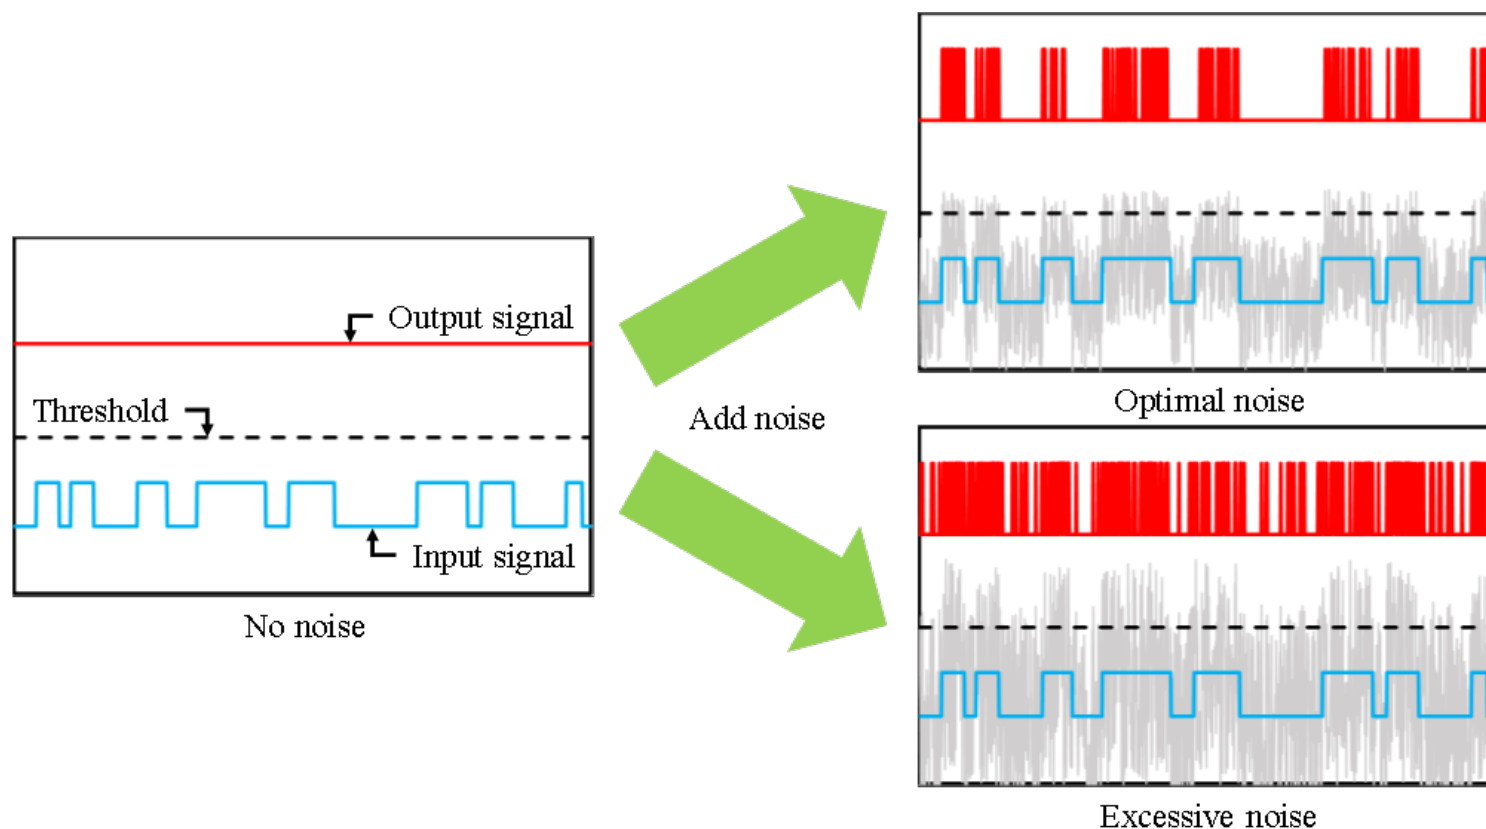 Output signal
Threshold
Input signal
No noise
Add noise
Optimal noise
Excessive noise